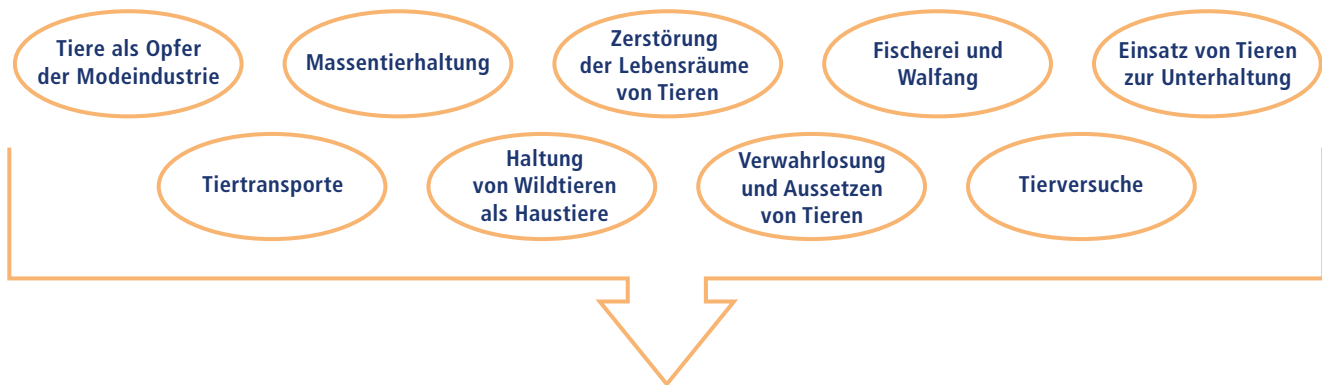 Tiere als Opfer
der Modeindustrie
Massentierhaltung
Zerstörung
der Lebensräume
von Tieren
Fischerei und
Walfang
Einsatz von Tieren
zur Unterhaltung
Tiertransporte
Haltung
von Wildtieren
als Haustiere
Verwahrlosung
und Aussetzen
von Tieren
Tierversuche